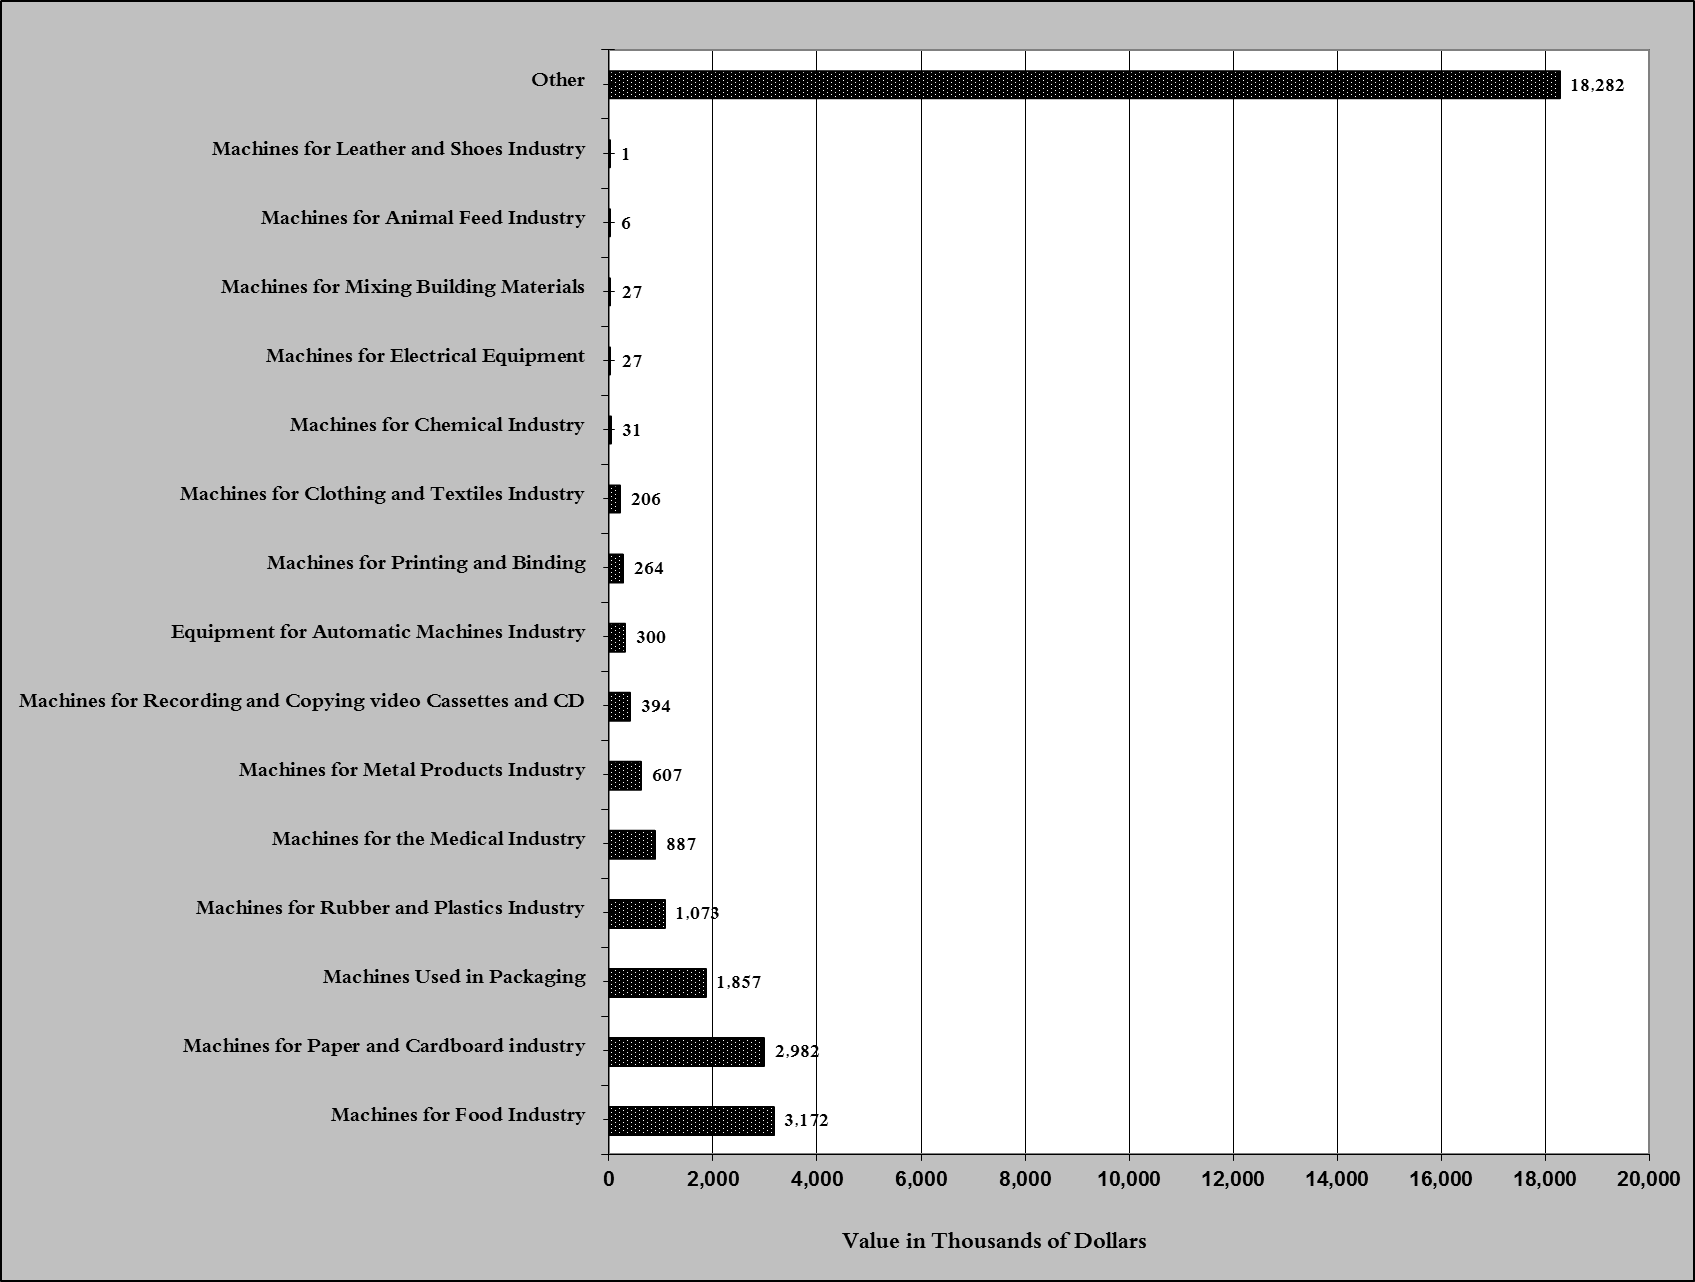 Other
18,282
Machines for Leather and Shoes Industry
1
Machines for Animal Feed Industry
6
Machines for Mixing Building Materials
27
Machines for Electrical Equipment
27
Machines for Chemical Industry
31
Machines for Clothing and Textiles Industry
206
Machines for Printing and Binding
264
Equipment for Automatic Machines Industry
300
Machines for Recording and Copying video Cassettes and CD
394
Machines for Metal Products Industry
607
Machines for the Medical Industry
887
Machines for Rubber and Plastics Industry
1,073
Machines Used in Packaging
1,857
Machines for Paper and Cardboard industry
2,982
Machines for Food Industry
3,172
0 2,000 4,000 6,000 8,000 10,000 12,000 14,000 16,000 18,000 20,000
Value in Thousands of Dollars